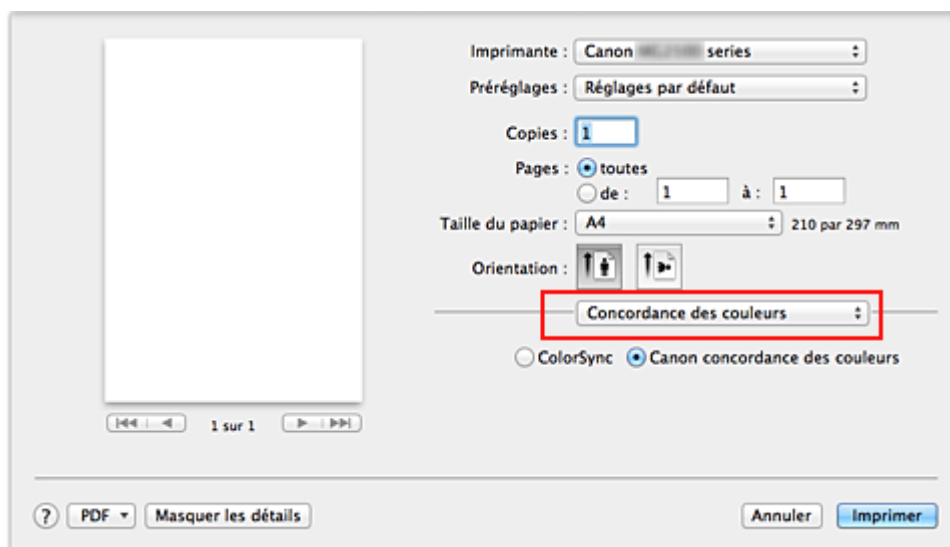 Imprimante : Canon series
Préréglages : Réglages par défaut
Copies : 1
Pages : toutes
de : 1 à : 1
Taille du papier : A4 210 par 297 mm
Orientation :
Concordance des couleurs
ColorSync Canon concordance des couleurs
1 sur 1
? PDF Masquer les détails Annuler Imprimer